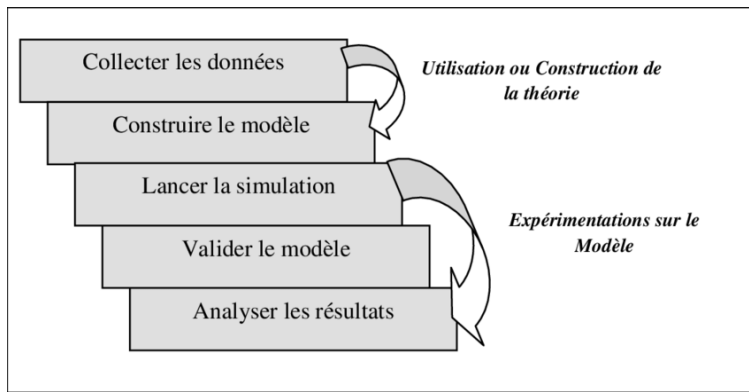 Collecter les données
Utilisation ou Construction de
la théorie
Construire le modèle
Lancer la simulation
Expérimentations sur le
Modèle
Valider le modèle
Analyser les résultats